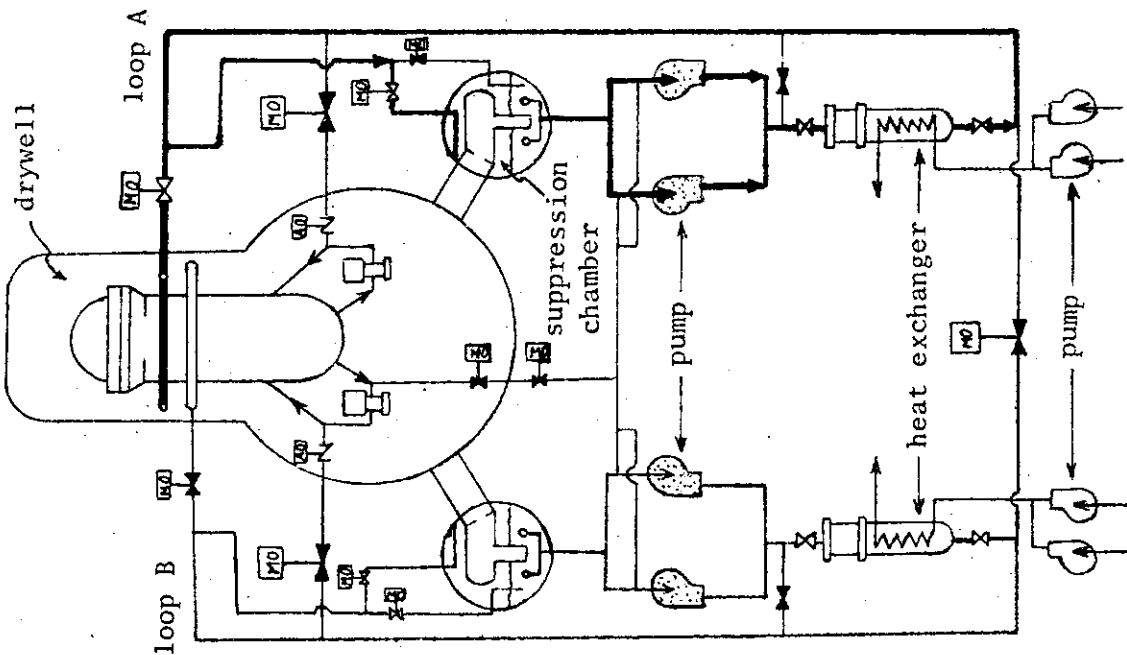 loop A
drywell
MO
MO
MO
MO
AO
suppression
chamber
MO
MO
pump
heat exchanger
pump
MO
MO
AO
MO
MO
MO
loop B